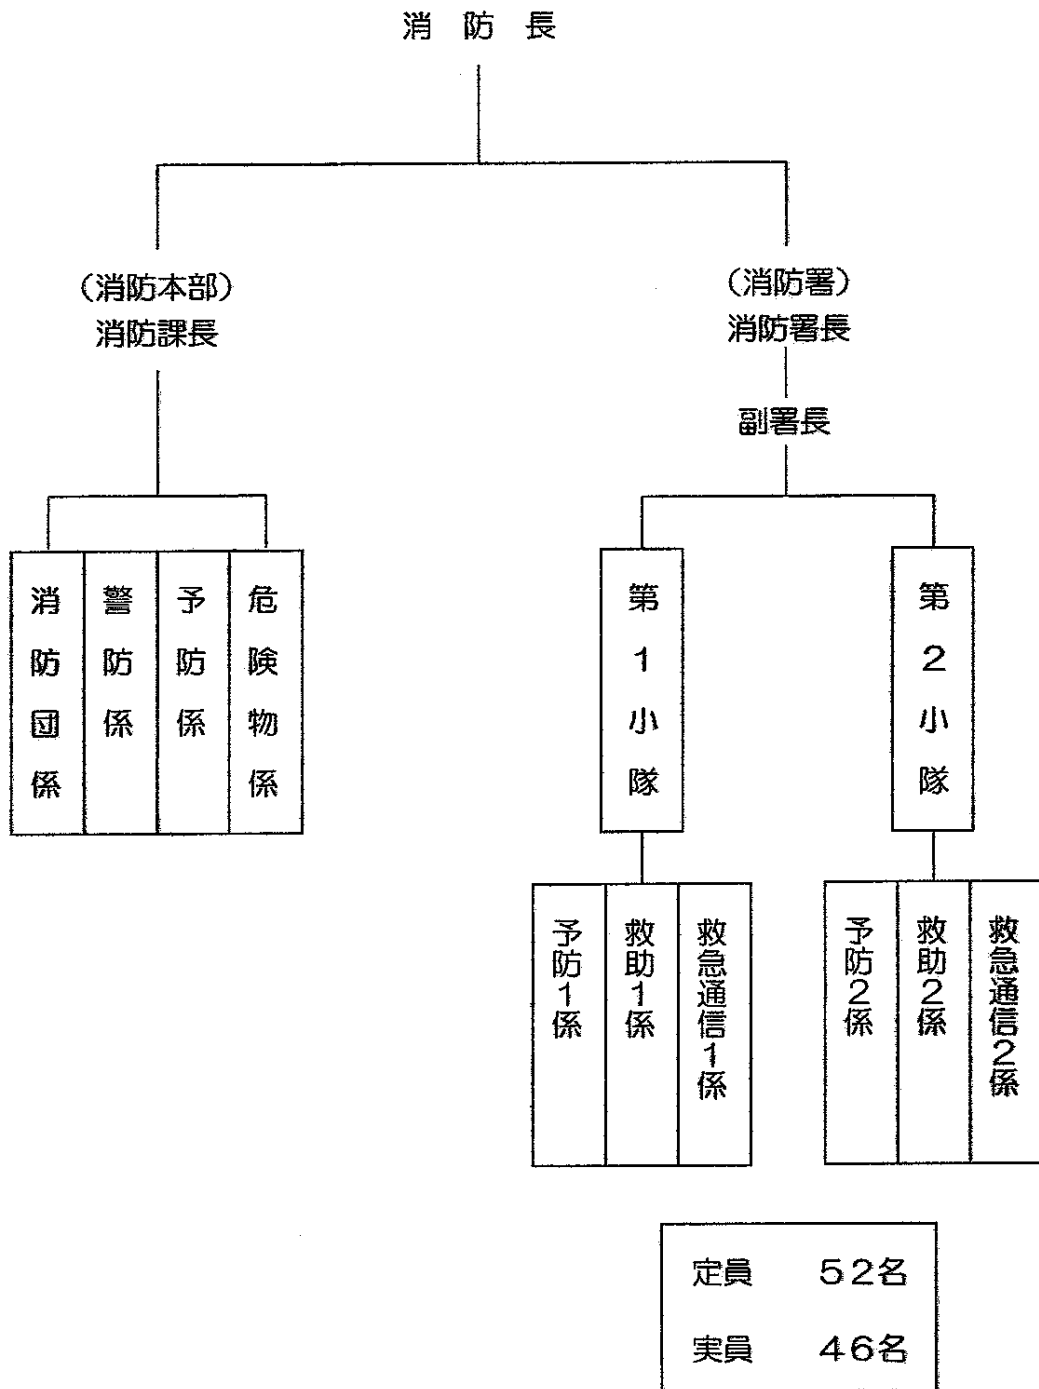 消防長
(消防本部)
消防課長
(消防署)
消防署長
副署長
消防団係
警防係
予防係
危険物係
第1小隊
第2小隊
予防1係
救助1係
救急通信1係
予防2係
救助2係
救急通信2係
定員 52名
実員 46名